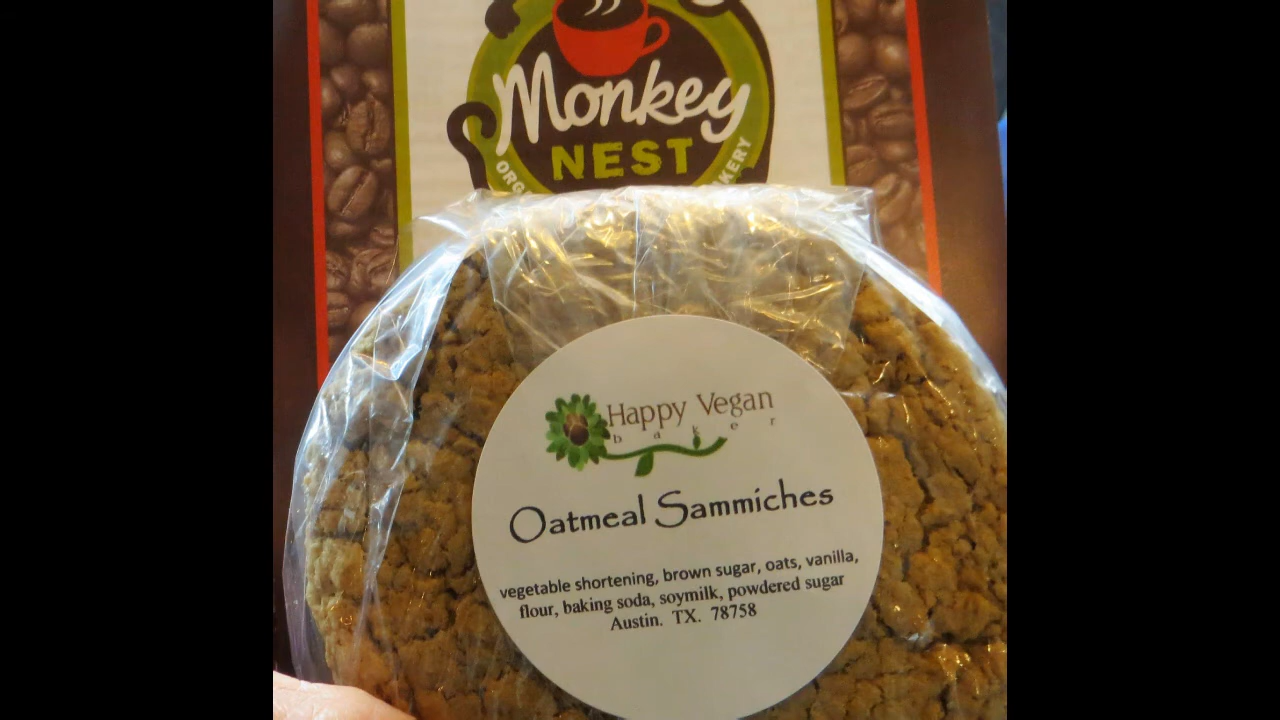 Monkey
NEST
Happy Vegan
baker
Oatmeal Sammiches
vegetable shortening, brown sugar, oats, vanilla,
flour, baking soda, soymilk, powdered sugar
Austin. TX. 78758